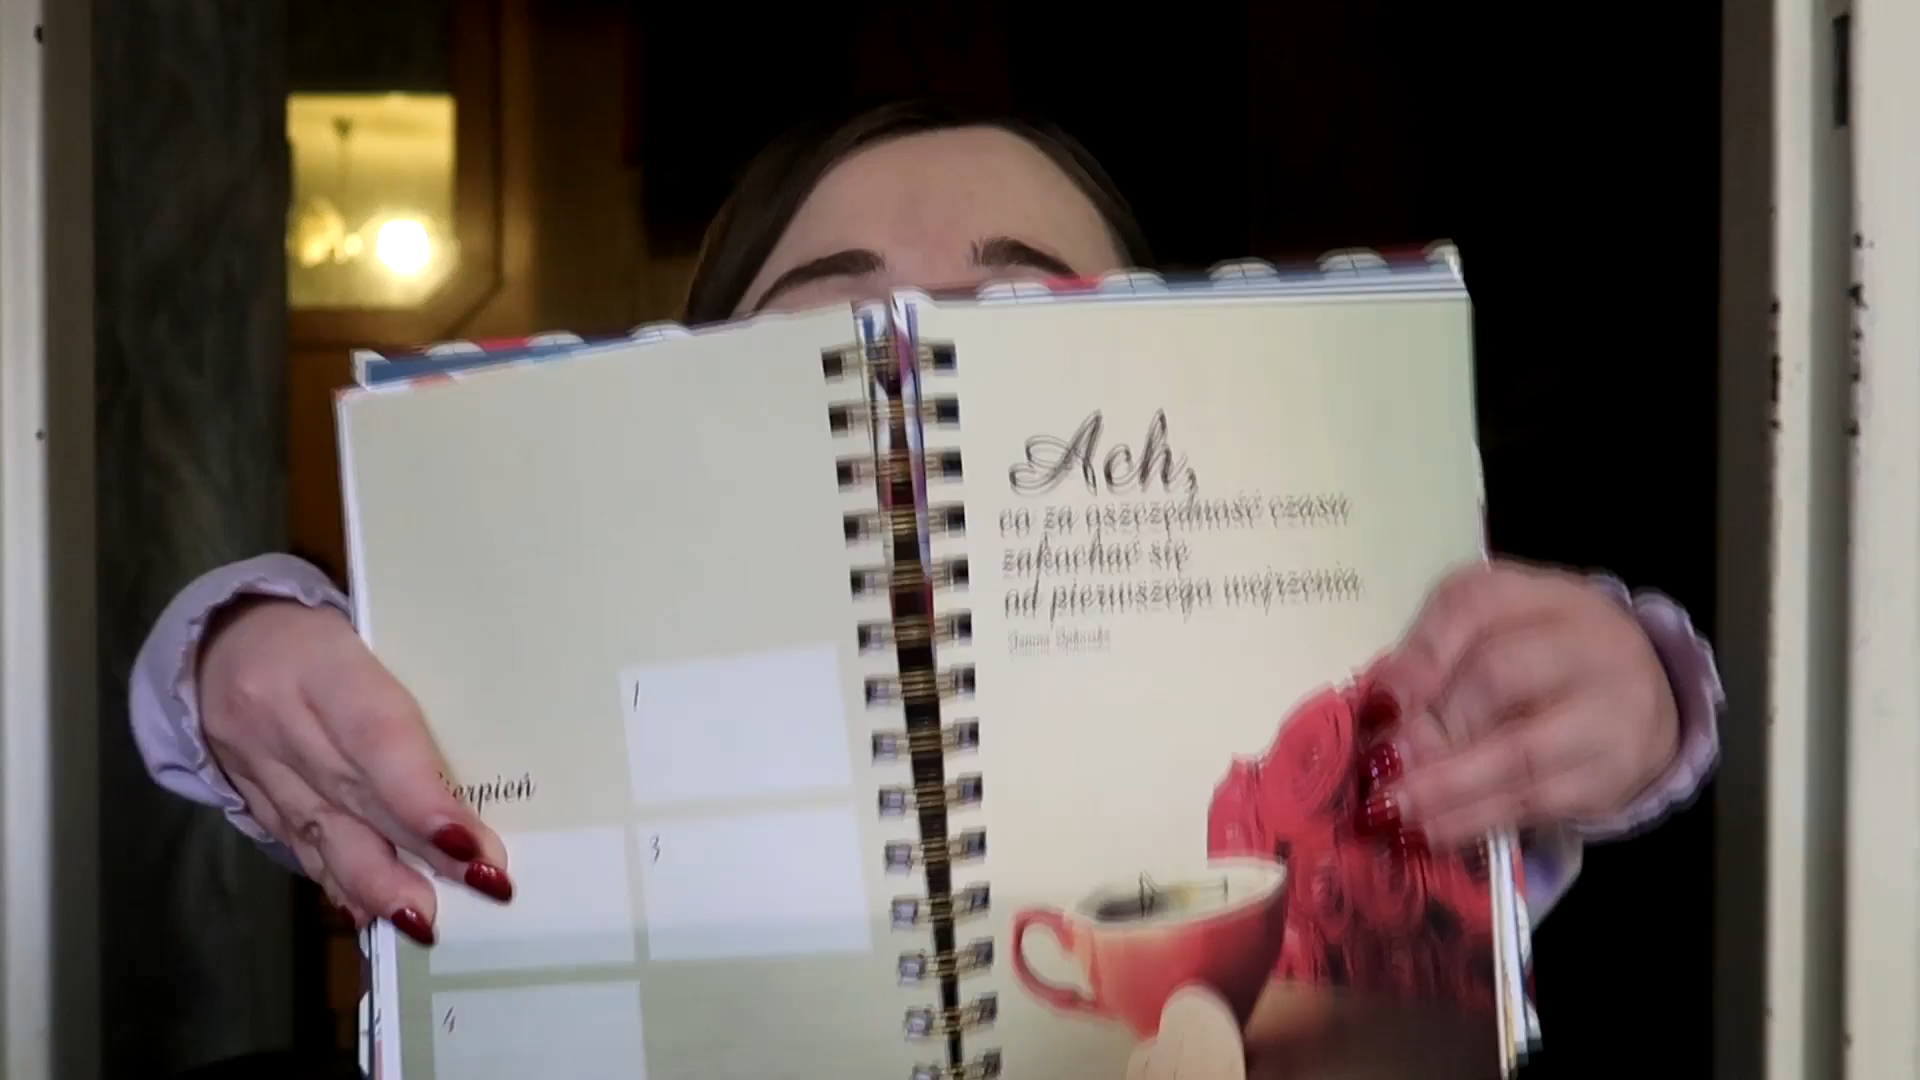 ierpień
1
3
4
Ach,
co za oszczędność czasu
zakochać się
od pierwszego wejrzenia